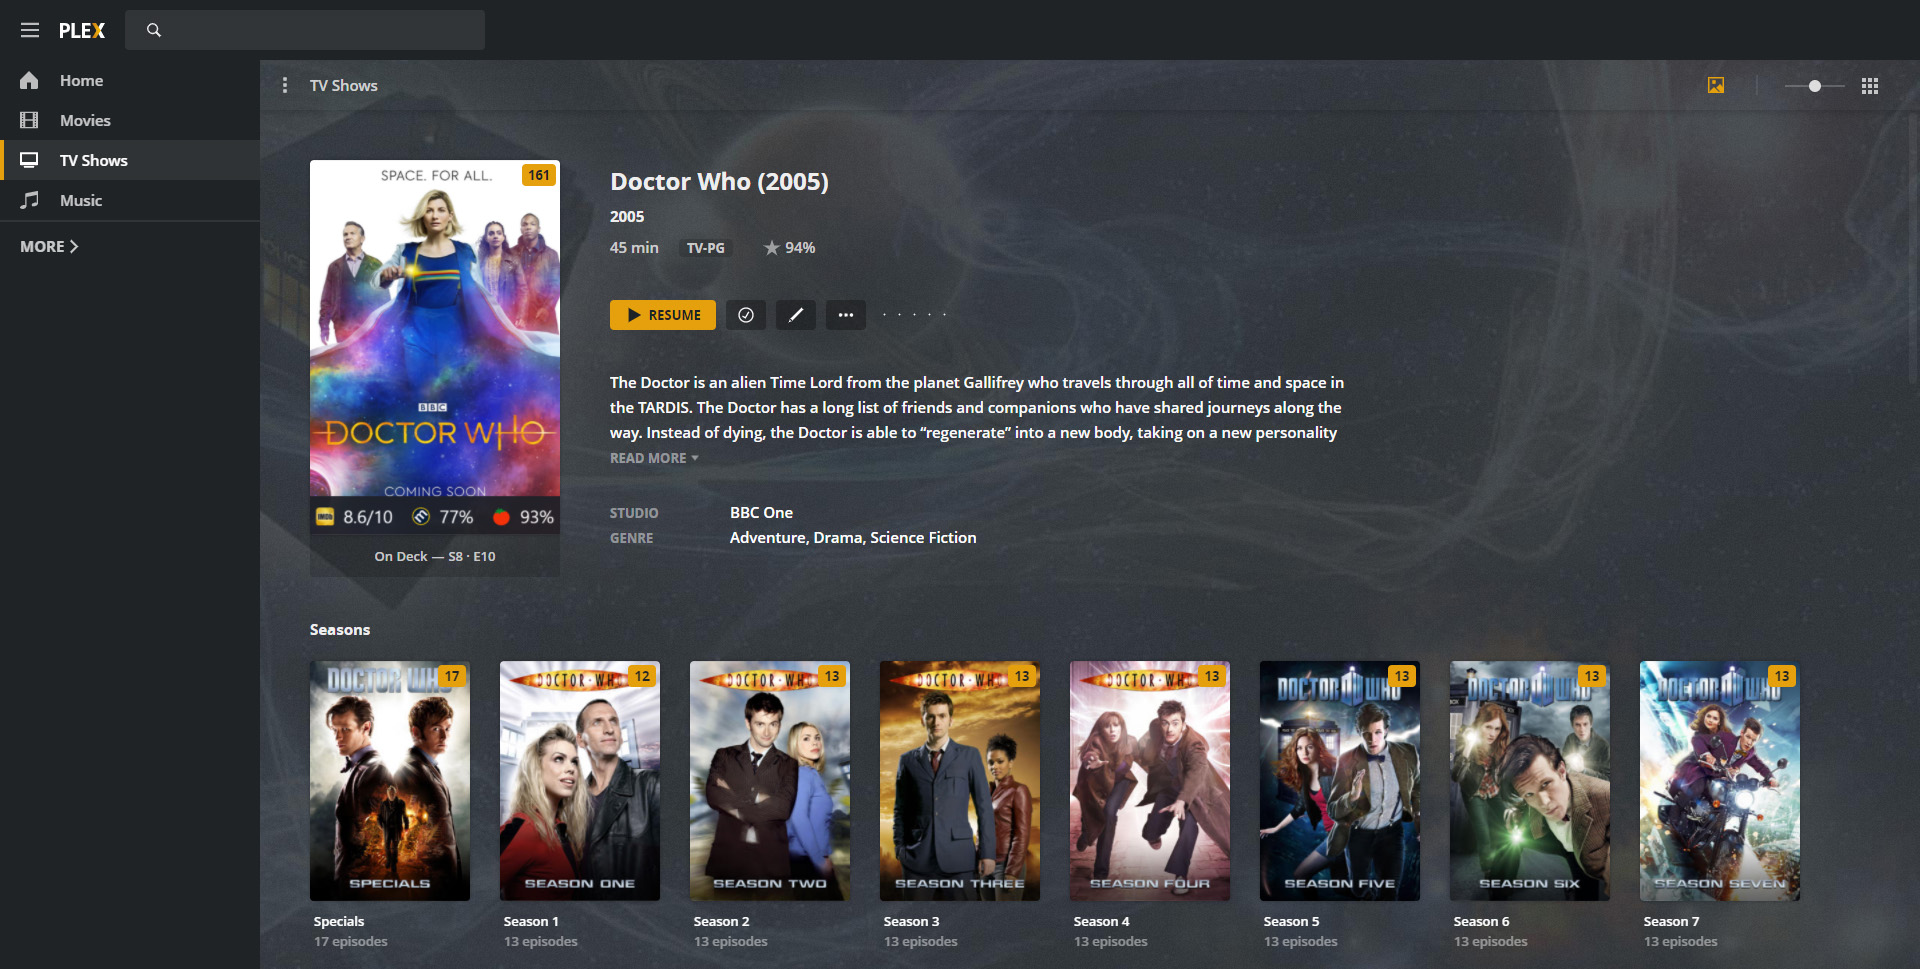 PLEX
Home
Movies
TV Shows
Music
MORE
TV Shows
SPACE. FOR ALL.
161
BBC
DOCTOR WHO
COMING SOON
IMDb 8.6/10 77% 93%
On Deck — S8 · E10
Doctor Who (2005)
2005
45 min TV-PG 94%
RESUME
The Doctor is an alien Time Lord from the planet Gallifrey who travels through all of time and space in
the TARDIS. The Doctor has a long list of friends and companions who have shared journeys along the
way. Instead of dying, the Doctor is able to “regenerate” into a new body, taking on a new personality
READ MORE
STUDIO BBC One
GENRE Adventure, Drama, Science Fiction
Seasons
DOCTOR WHO 17
SPECIALS
Specials
17 episodes
DOCTOR WH 12
SEASON ONE
Season 1
13 episodes
DOCTOR WH 13
SEASON TWO
Season 2
13 episodes
DOCTOR WH 13
SEASON THREE
Season 3
13 episodes
DOCTOR WH 13
SEASON FOUR
Season 4
13 episodes
DOCTOR WHO 13
SEASON FIVE
Season 5
13 episodes
DOCTOR WHO 13
SEASON SIX
Season 6
13 episodes
DOCTOR WHO 13
SEASON SEVEN
Season 7
13 episodes